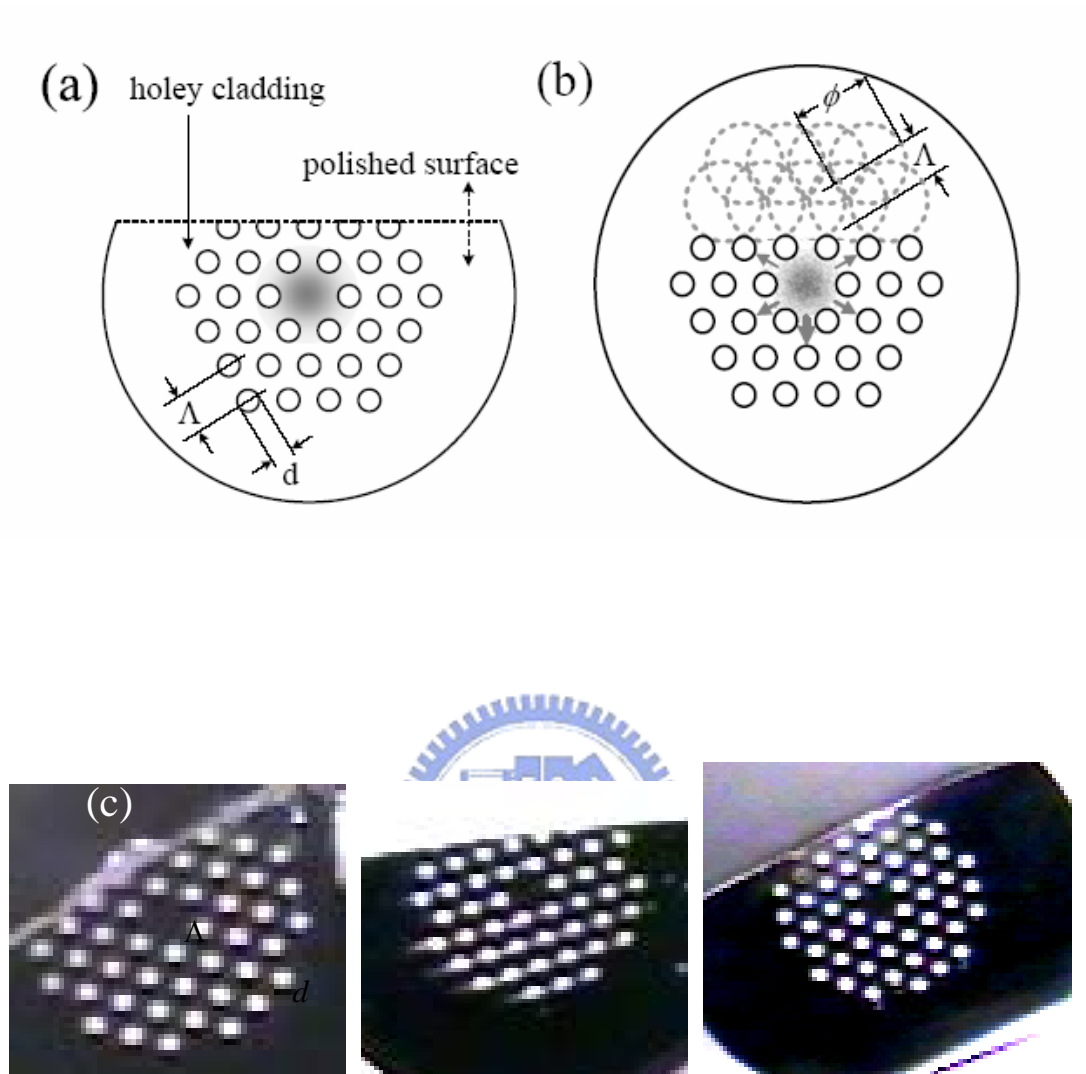 (a) holey cladding
polished surface
Λ
d
(b)
ϕ
Λ
(c)
Λ
d